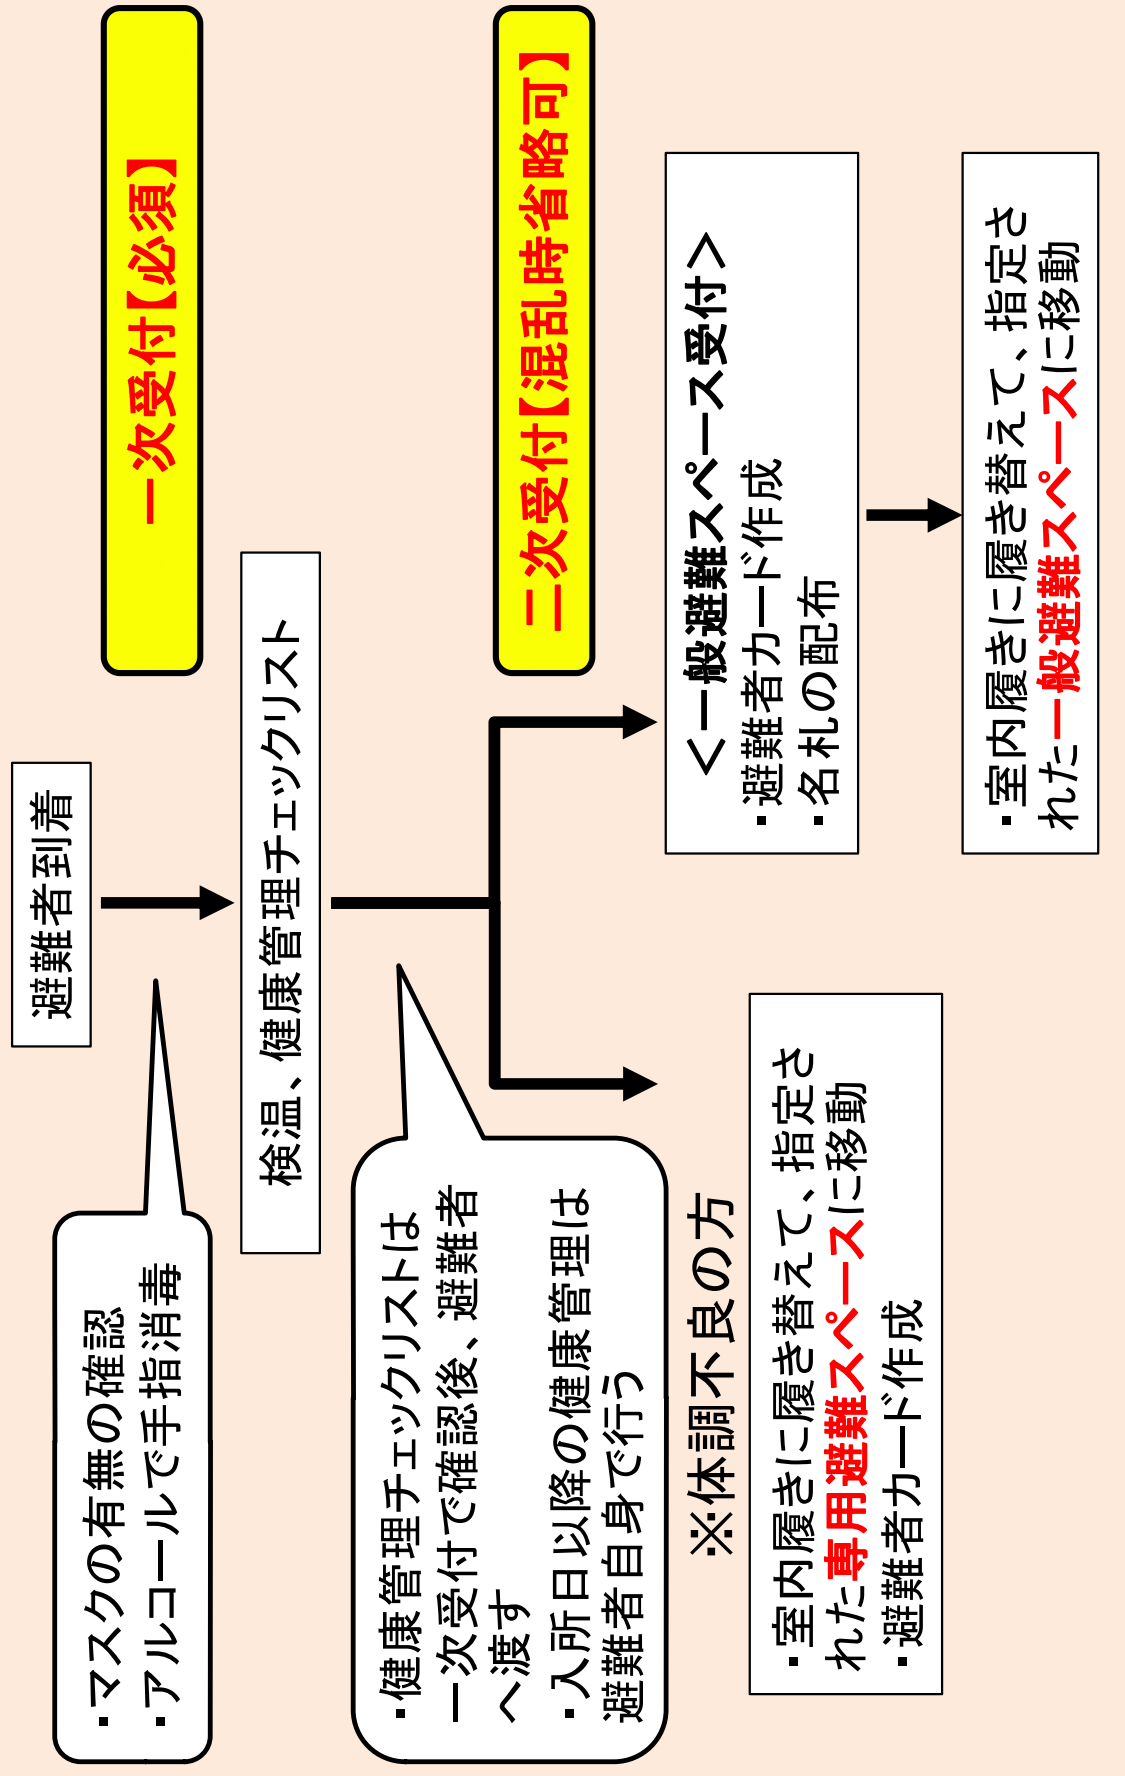 避難者到着
一次受付【必須】
・マスクの有無の確認
・アルコールで手指消毒
検温、健康管理チェックリスト
・健康管理チェックリストは
一次受付で確認後、避難者
へ渡す
・入所日以降の健康管理は
避難者自身で行う
二次受付【混乱時省略可】
※体調不良の方
・室内履きに履き替えて、指定さ
れた専用避難スペースに移動
・避難者カード作成
＜一般避難スペース受付＞
・避難者カード作成
・名札の配布
・室内履きに履き替えて、指定さ
れた一般避難スペースに移動